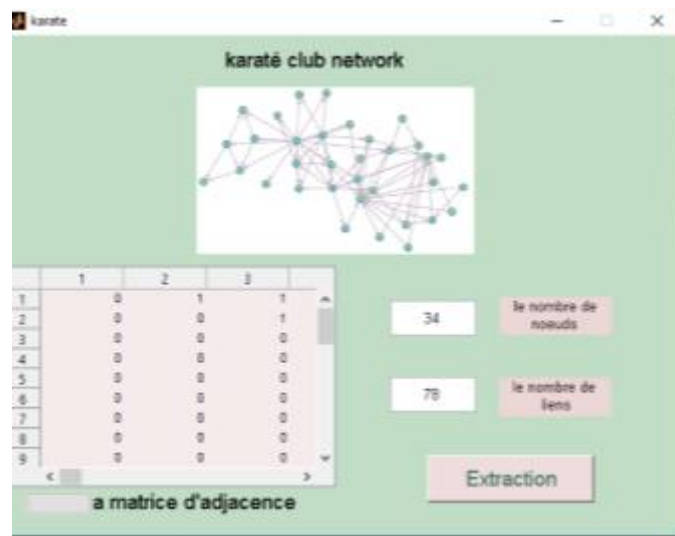 karate
karaté club network
1 2 3
1 0 1 1
2 0 0 1
3 0 0 0
4 0 0 0
5 0 0 0
6 0 0 0
7 0 0 0
8 0 0 0
9 0 0 0
34
le nombre de
noeuds
78
le nombre de
liens
Extraction
a matrice d'adjacence